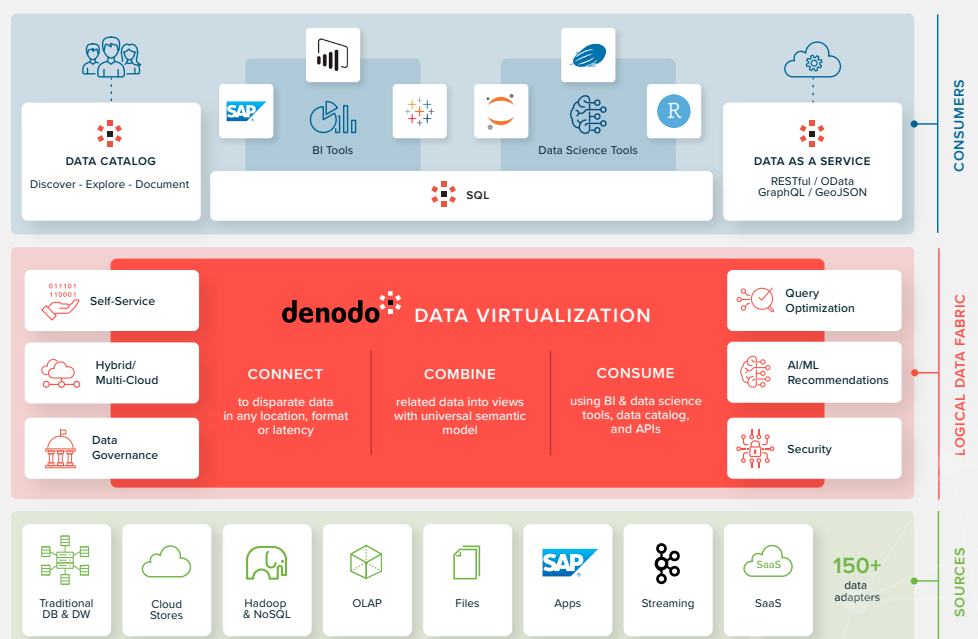 SAP
BI Tools
Data Science Tools
R
DATA CATALOG
Discover - Explore - Document
SQL
DATA AS A SERVICE
RESTful / OData
GraphQL / GeoJSON
CONSUMERS
011101
110001
Self-Service
Hybrid/
Multi-Cloud
Data
Governance
denodo DATA VIRTUALIZATION
CONNECT
to disparate data
in any location, format
or latency
COMBINE
related data into views
with universal semantic
model
CONSUME
using BI & data science
tools, data catalog,
and APIs
Query
Optimization
AI/ML
Recommendations
Security
LOGICAL DATA FABRIC
Traditional
DB & DW
Cloud
Stores
Hadoop
& NoSQL
OLAP
Files
SAP
Apps
Streaming
SaaS
SaaS
150+
data
adapters
SOURCES